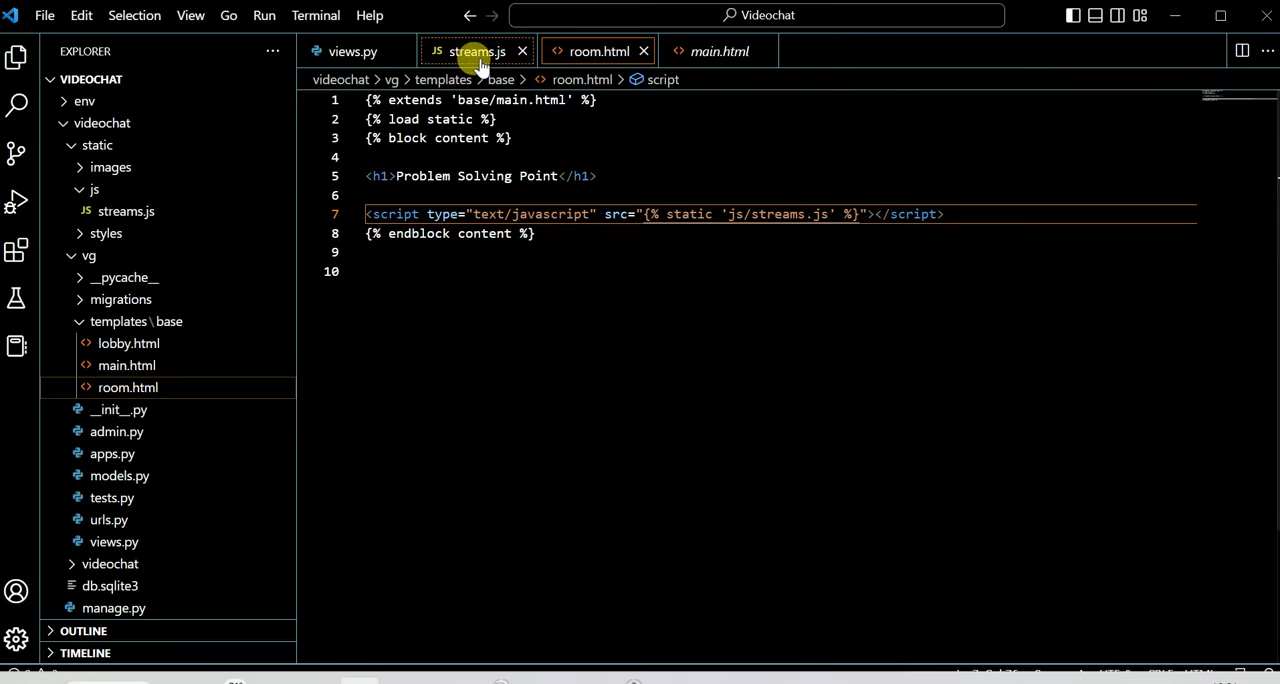 File Edit Selection View Go Run Terminal Help
Videochat
EXPLORER
views.py
JS streams.js
room.html
main.html
videochat > vg > templates > base > room.html > script
VIDEOCHAT
env
videochat
static
images
js
JS streams.js
styles
vg
__pycache__
migrations
templates\base
lobby.html
main.html
room.html
__init__.py
admin.py
apps.py
models.py
tests.py
urls.py
views.py
videochat
db.sqlite3
manage.py
OUTLINE
TIMELINE
1 {% extends 'base/main.html' %}
2 {% load static %}
3 {% block content %}
4
5 <h1>Problem Solving Point</h1>
6
7 <script type="text/javascript" src="{% static 'js/streams.js' %}"></script>
8 {% endblock content %}
9
10